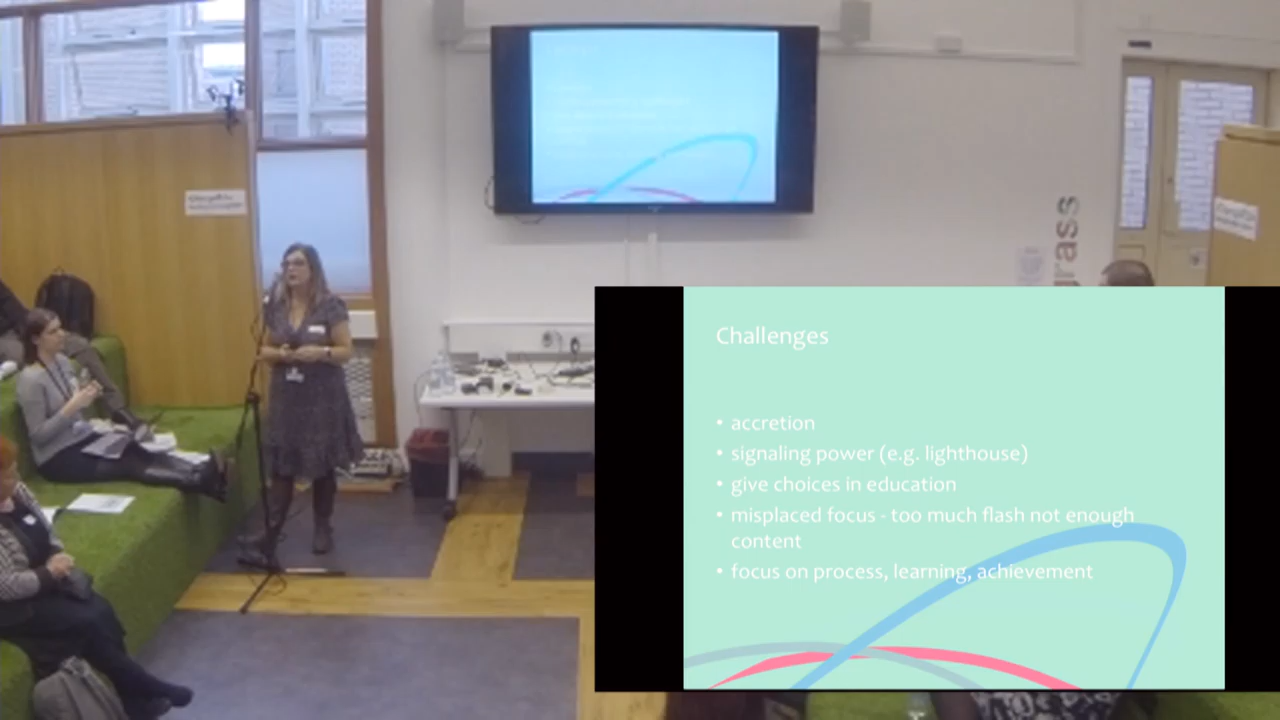 grass
Challenges
• accretion
• signaling power (e.g. lighthouse)
• give choices in education
• misplaced focus - too much flash not enough
content
• focus on process, learning, achievement